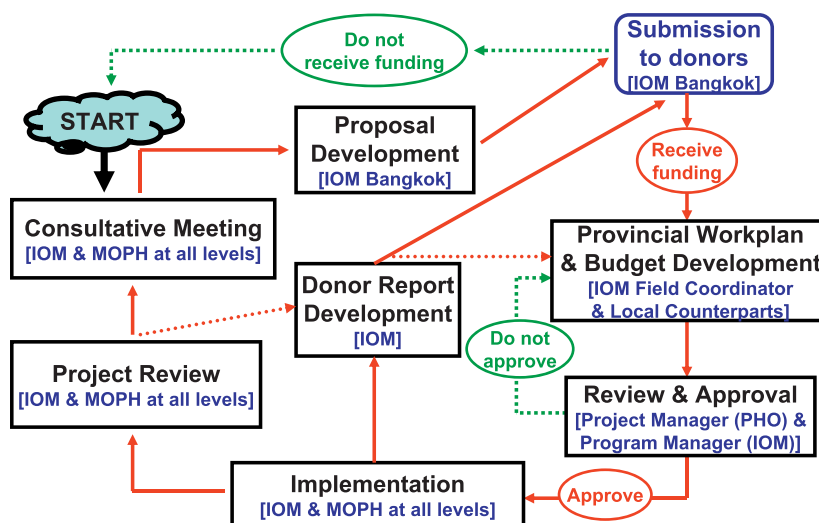 Do not
receive funding
Submission
to donors
[IOM Bangkok]
START
Proposal
Development
[IOM Bangkok]
Receive
funding
Consultative Meeting
[IOM & MOPH at all levels]
Provincial Workplan
& Budget Development
[IOM Field Coordinator
& Local Counterparts]
Donor Report
Development
[IOM]
Do not
approve
Project Review
[IOM & MOPH at all levels]
Review & Approval
[Project Manager (PHO) &
Program Manager (IOM)]
Implementation
[IOM & MOPH at all levels]
Approve